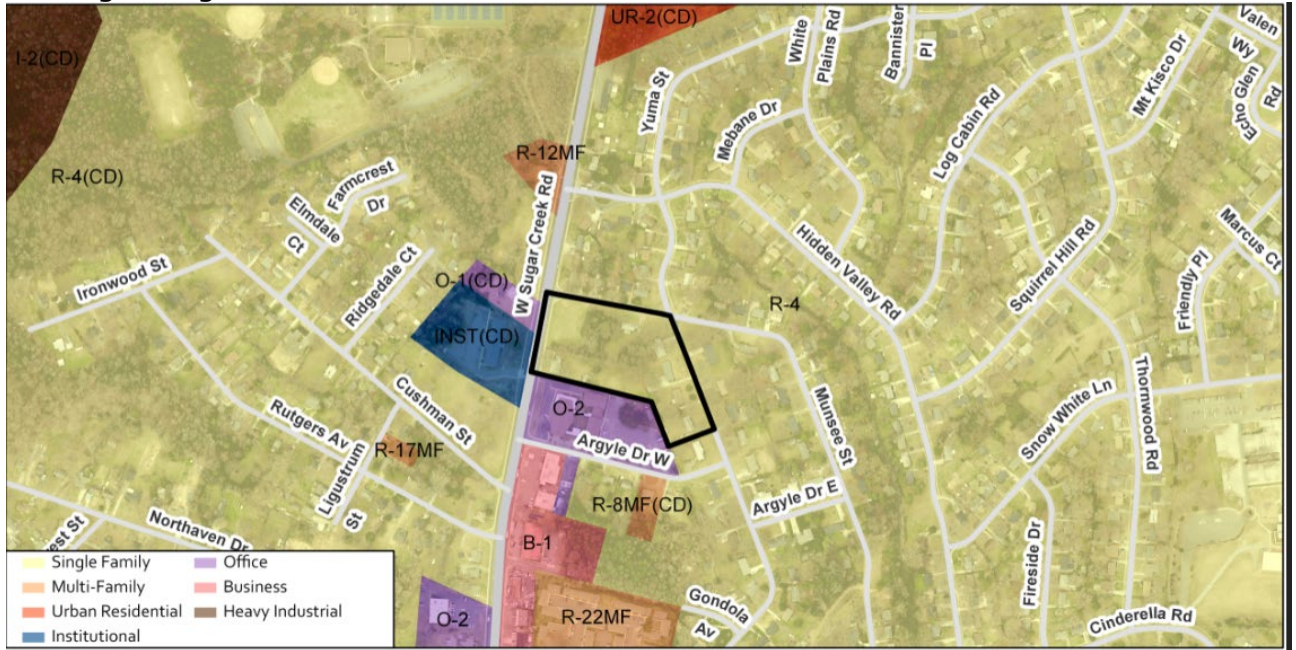 UR-2(CD)
I-2(CD)
R-4(CD)
R-12MF
O-1(CD)
INST(CD)
R-4
O-2
R-17MF
R-8MF(CD)
B-1
O-2
R-22MF
W Sugar Creek Rd
Yuma St
White
Plains Rd
Bannister
Pl
Mebane Dr
Log Cabin Rd
Mt Kisco Dr
Valen
Wy
Echo Glen
Rd
Farmcrest
Dr
Elmdale
Ct
Ironwood St
Ridgedale Ct
Hidden Valley Rd
Squirrel Hill Rd
Marcus Ct
Friendly Pl
Cushman St
Rutgers Av
Ligustrum
St
Argyle Dr W
Argyle Dr E
Munsee St
Snow White Ln
Thornwood Rd
Northaven Dr
est St
Fireside Dr
Gondola
Av
Cinderella Rd
Single Family
Multi-Family
Urban Residential
Institutional
Office
Business
Heavy Industrial